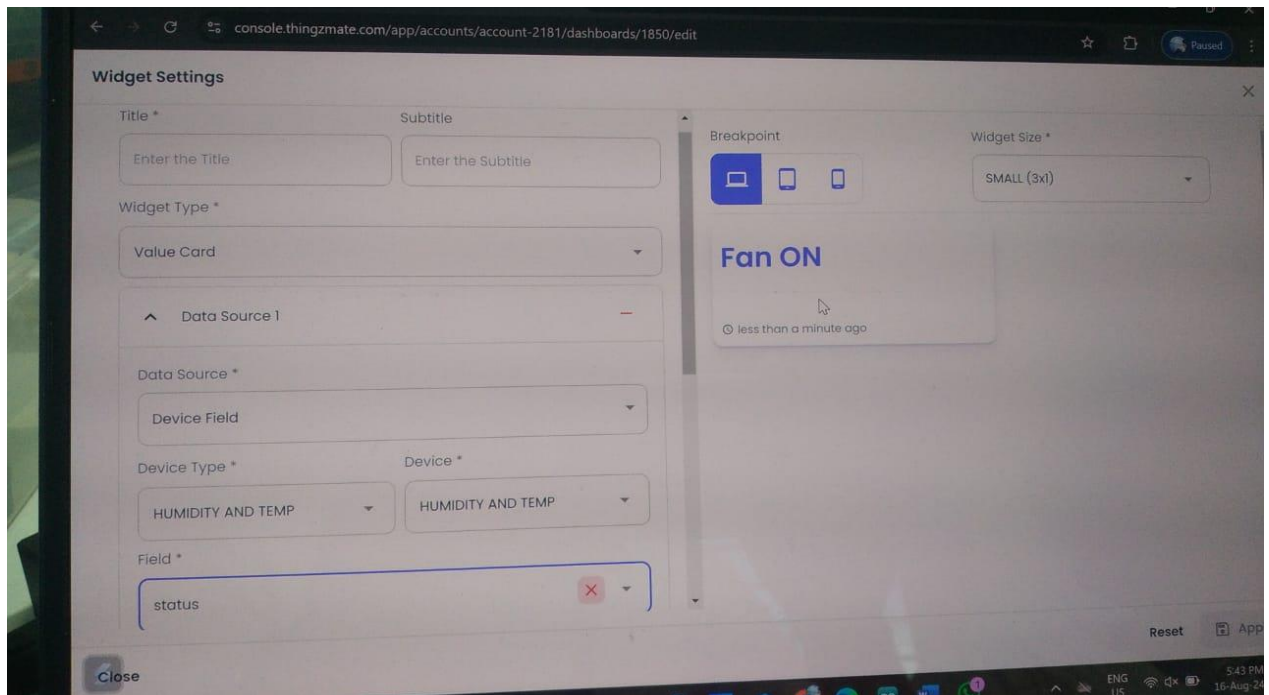 console.thingzmate.com/app/accounts/account-2181/dashboards/1850/edit
Paused
Widget Settings
Title *
Subtitle
Enter the Title
Enter the Subtitle
Widget Type *
Value Card
Data Source 1
Data Source *
Device Field
Device Type *
Device *
HUMIDITY AND TEMP
HUMIDITY AND TEMP
Field *
status
Breakpoint
Widget Size *
SMALL (3x1)
Fan ON
less than a minute ago
Reset
App
Close
1
ENG
US
5:43 PM
16-Aug-24